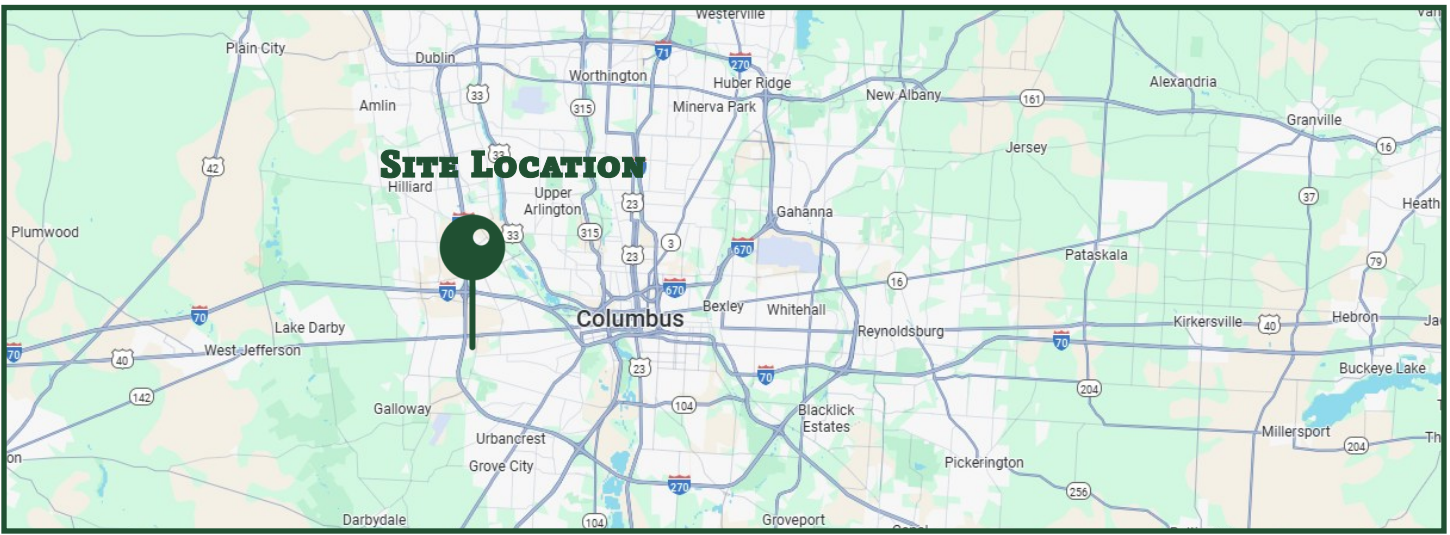 Westerville
Plain City
Dublin
71
270
Worthington
Huber Ridge
Alexandria
33
New Albany
161
Amlin
315
Minerva Park
Granville
16
Jersey
33
42
SITE LOCATION
Hilliard
Upper
Arlington
23
37
Heath
Gahanna
Plumwood
33
315
3
670
23
Pataskala
79
16
70
670
Bexley
Whitehall
70
Columbus
Lake Darby
Reynoldsburg
Kirkersville
40
Hebron
70
West Jefferson
40
70
23
70
Buckeye Lake
204
142
Galloway
104
Blacklick
Estates
Urbancrest
Millersport
204
Th
on
Grove City
Pickerington
270
256
Darbydale
104
Groveport